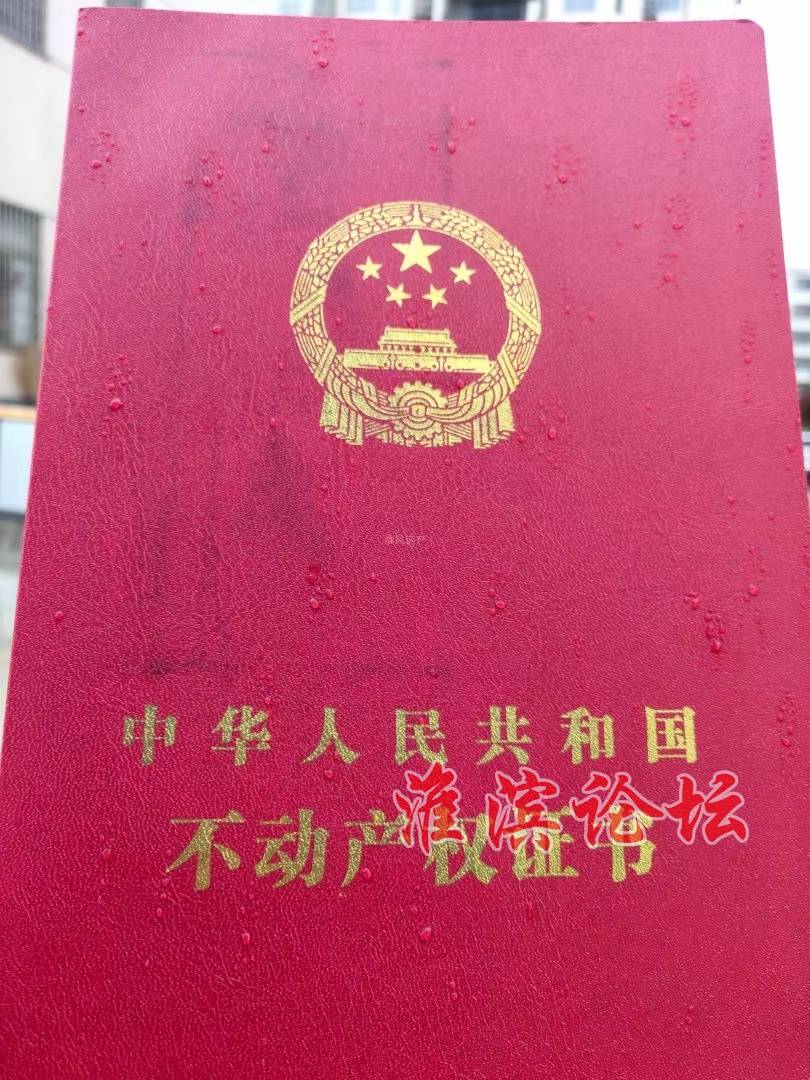 中华人民共和国
淮滨论坛
不动产权证书